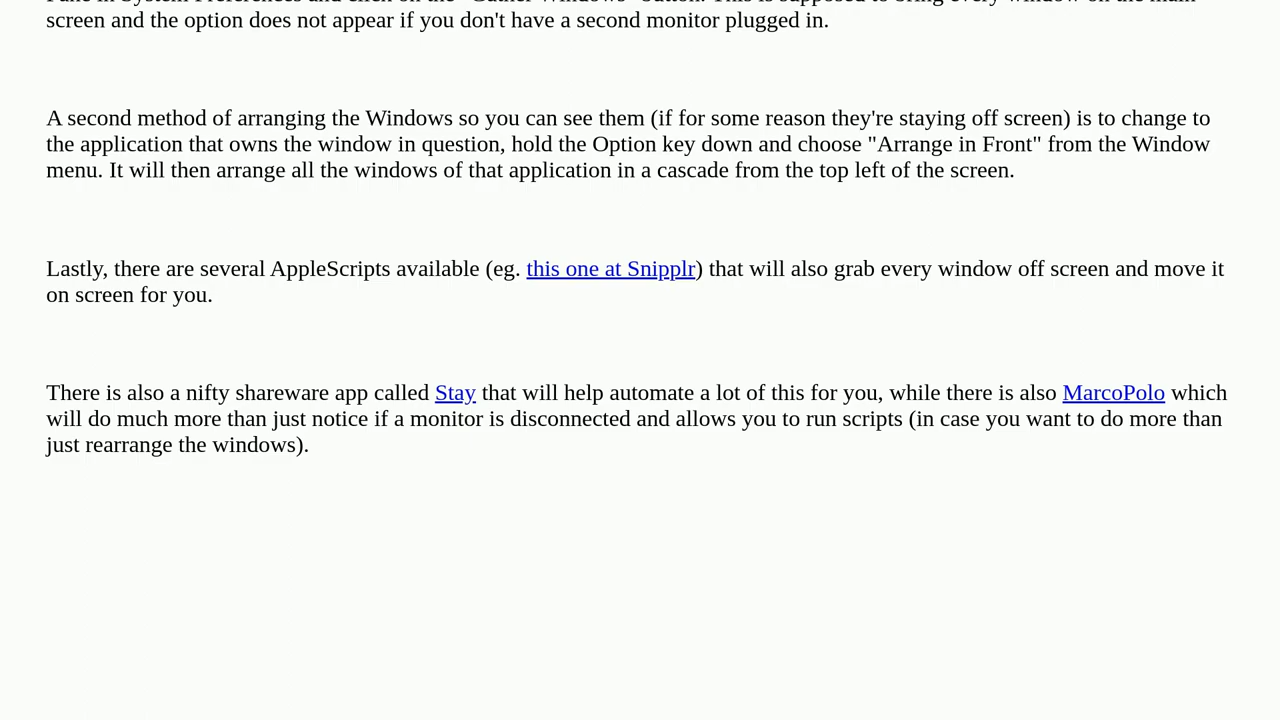 screen and the option does not appear if you don't have a second monitor plugged in.
A second method of arranging the Windows so you can see them (if for some reason they're staying off screen) is to change to
the application that owns the window in question, hold the Option key down and choose "Arrange in Front" from the Window
menu. It will then arrange all the windows of that application in a cascade from the top left of the screen.
Lastly, there are several AppleScripts available (eg. this one at Snipplr) that will also grab every window off screen and move it
on screen for you.
There is also a nifty shareware app called Stay that will help automate a lot of this for you, while there is also MarcoPolo which
will do much more than just notice if a monitor is disconnected and allows you to run scripts (in case you want to do more than
just rearrange the windows).